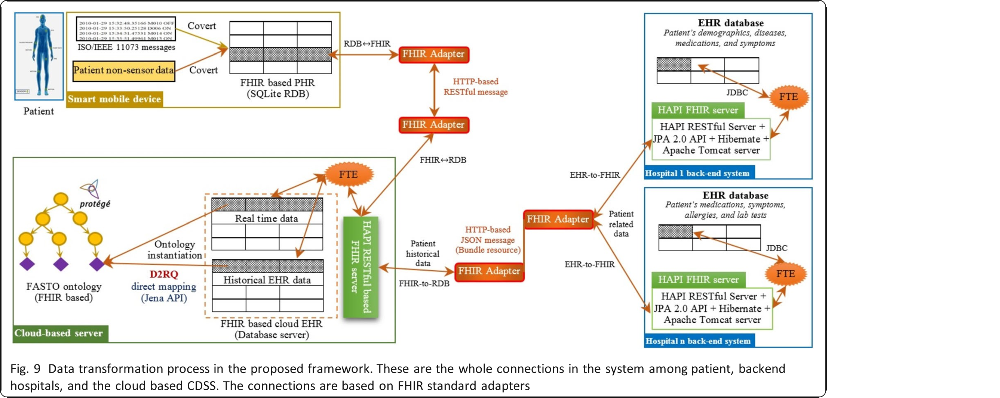 2010-01-29 15:32:48.35166 M010 OFF
2010-01-29 15:33:50.25128 D006 ON
2010-01-29 15:34:51.47531 M014 ON
2010-01-29 15:35:51.49961 M013 ON
ISO/IEEE 11073 messages
Patient non-sensor data
Covert
Covert
FHIR based PHR
(SQLite RDB)
Smart mobile device
SENSOR
Patient
RDB↔FHIR
FHIR Adapter
HTTP-based
RESTful message
FHIR Adapter
FHIR↔RDB
EHR database
Patient's demographics, diseases,
medications, and symptoms
JDBC
FTE
HAPI FHIR server
HAPI RESTful Server +
JPA 2.0 API + Hibernate +
Apache Tomcat server
Hospital 1 back-end system
protégé
FTE
Real time data
Ontology
instantiation
D2RQ
direct mapping
(Jena API)
Historical EHR data
FASTO ontology
(FHIR based)
FHIR based cloud EHR
(Database server)
HAPI RESTful based
FHIR server
Cloud-based server
Patient
historical
data
FHIR-to-RDB
HTTP-based
JSON message
(Bundle resource)
FHIR Adapter
FHIR Adapter
EHR-to-FHIR
Patient
related
data
EHR-to-FHIR
EHR database
Patient's medications, symptoms,
allergies, and lab tests
JDBC
FTE
HAPI FHIR server
HAPI RESTful Server +
JPA 2.0 API + Hibernate +
Apache Tomcat server
Hospital n back-end system
Fig. 9 Data transformation process in the proposed framework. These are the whole connections in the system among patient, backend
hospitals, and the cloud based CDSS. The connections are based on FHIR standard adapters